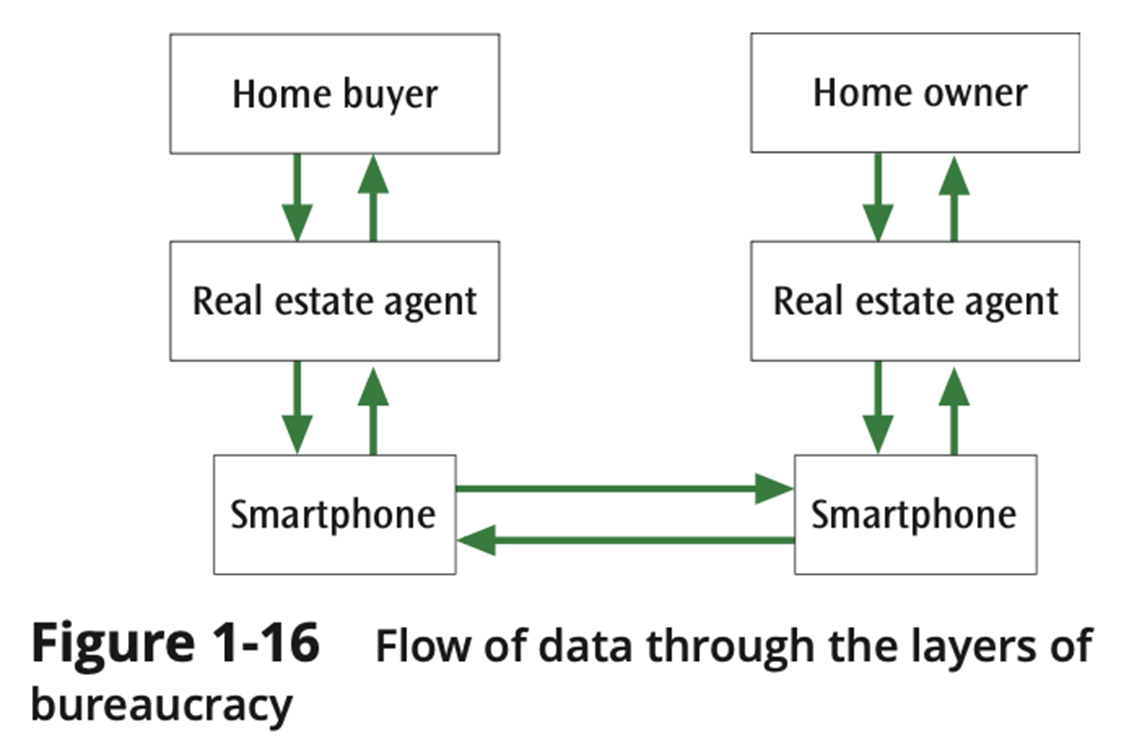 Home buyer
Home owner
Real estate agent
Real estate agent
Smartphone
Smartphone
Figure 1-16 Flow of data through the layers of
bureaucracy